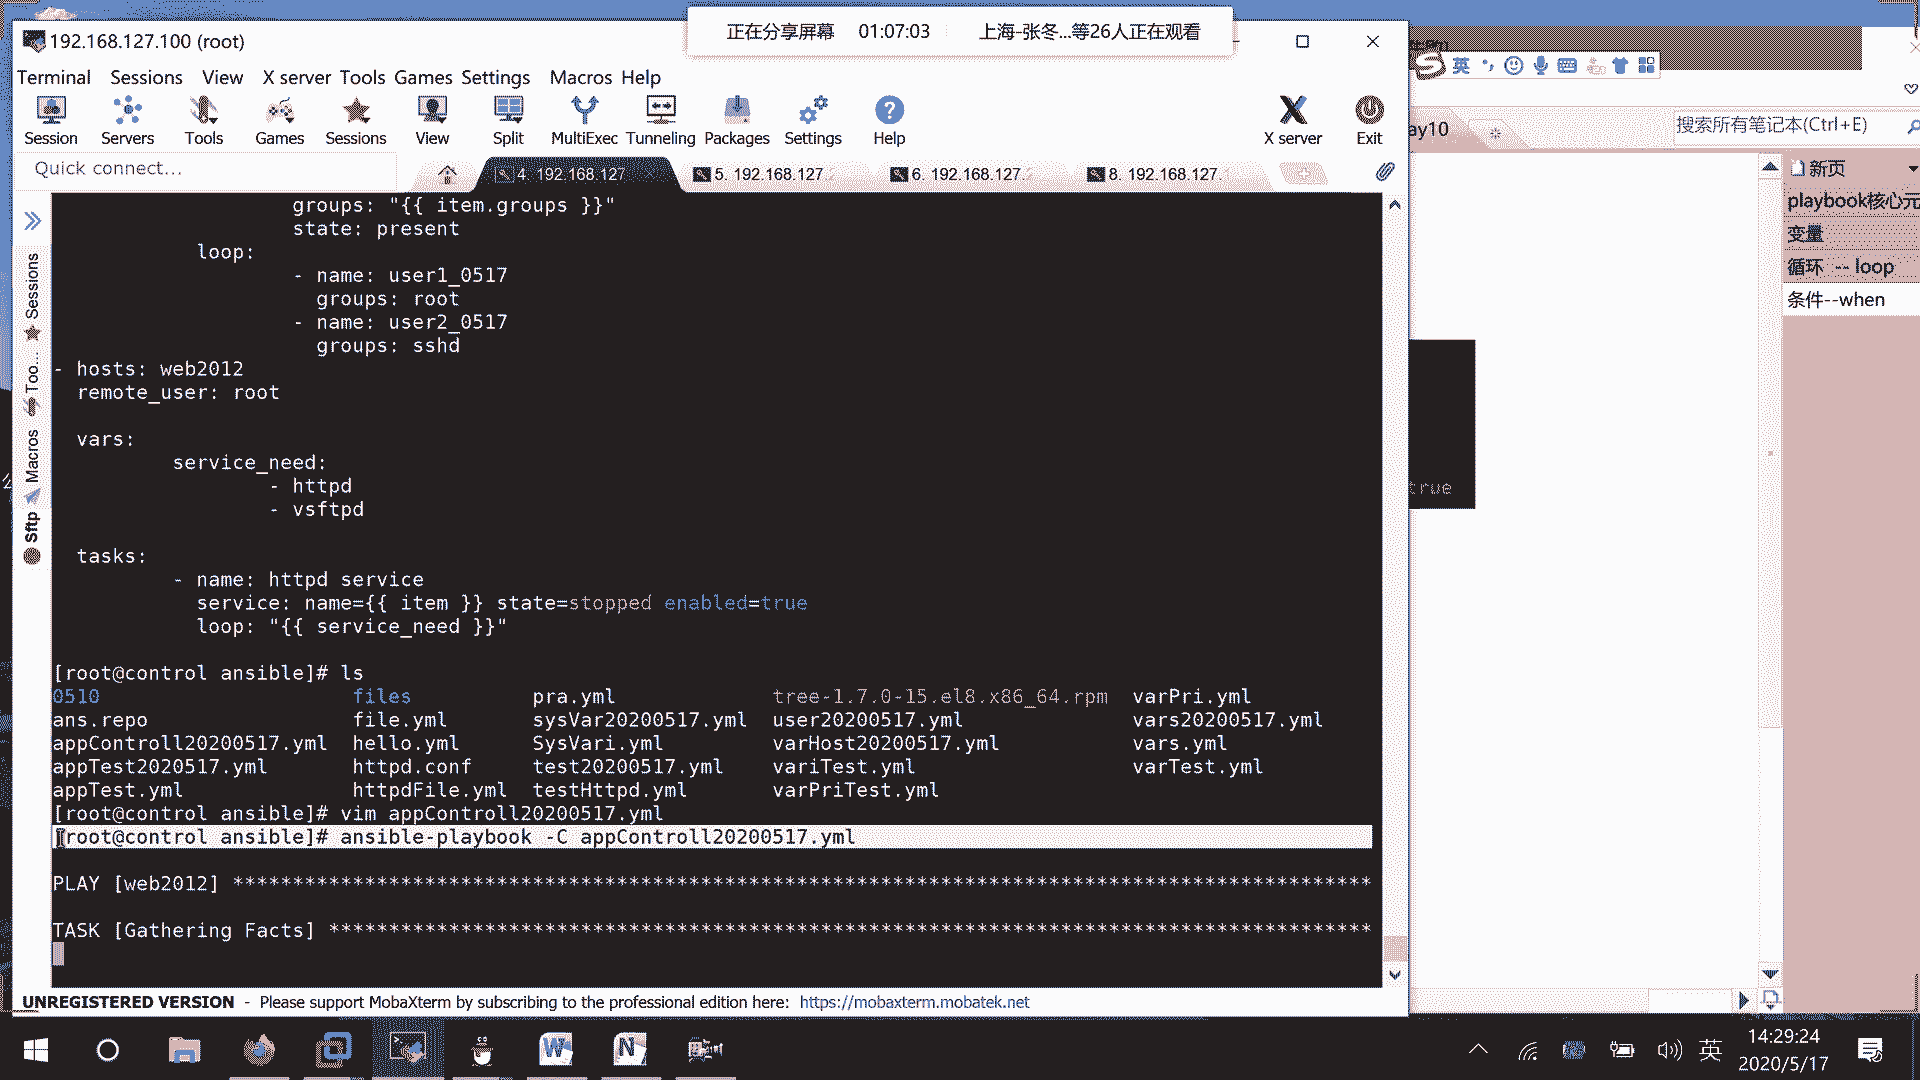 正在分享屏幕 01:07:03 上海-张冬...等26人正在观看
192.168.127.100 (root)
Terminal Sessions View X server Tools Games Settings Macros Help
Session Servers Tools Games Sessions View Split MultiExec Tunneling Packages Settings Help X server Exit
Quick connect...
4. 192.168.127
5. 192.168.127
6. 192.168.127.
8. 192.168.127.
Sessions
Too...
Macros
Sftp
groups: "{{ item.groups }}"
state: present
loop:
- name: user1_0517
groups: root
- name: user2_0517
groups: sshd
- hosts: web2012
remote_user: root
vars:
service_need:
- httpd
- vsftpd
tasks:
- name: httpd service
service: name={{ item }} state=stopped enabled=true
loop: "{{ service_need }}"
[root@control ansible]# ls
0510 files pra.yml tree-1.7.0-15.el8.x86_64.rpm varPri.yml
ans.repo file.yml sysVar20200517.yml user20200517.yml vars20200517.yml
appControll20200517.yml hello.yml SysVari.yml varHost20200517.yml vars.yml
appTest2020517.yml httpd.conf test20200517.yml variTest.yml varTest.yml
appTest.yml httpdFile.yml testHttpd.yml varPriTest.yml
[root@control ansible]# vim appControll20200517.yml
[root@control ansible]# ansible-playbook -C appControll20200517.yml
PLAY [web2012] ***********************************************************************************************
TASK [Gathering Facts] ***************************************************************************************
UNREGISTERED VERSION - Please support MobaXterm by subscribing to the professional edition here: https://mobaxterm.mobatek.net
英
ay10
搜索所有笔记本(Ctrl+E)
新页
playbook核心元
变量
循环 -- loop
条件--when
true
英
14:29:24
2020/5/17